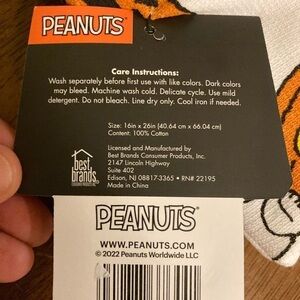 PEANUTS
Care Instructions:
Wash separately before first use with like colors. Dark colors
may bleed. Machine wash cold. Delicate cycle. Use mild
detergent. Do not bleach. Line dry only. Cool iron if needed.
Size: 16in x 26in (40.64 cm x 66.04 cm)
Content: 100% Cotton
Licensed and Manufactured by
Best Brands Consumer Products, Inc.
2147 Lincoln Highway
Suite 402
Edison, NJ 08817-3365 • RN# 22195
Made in China
best
brands
PEANUTS
WWW.PEANUTS.COM
© 2022 Peanuts Worldwide LLC